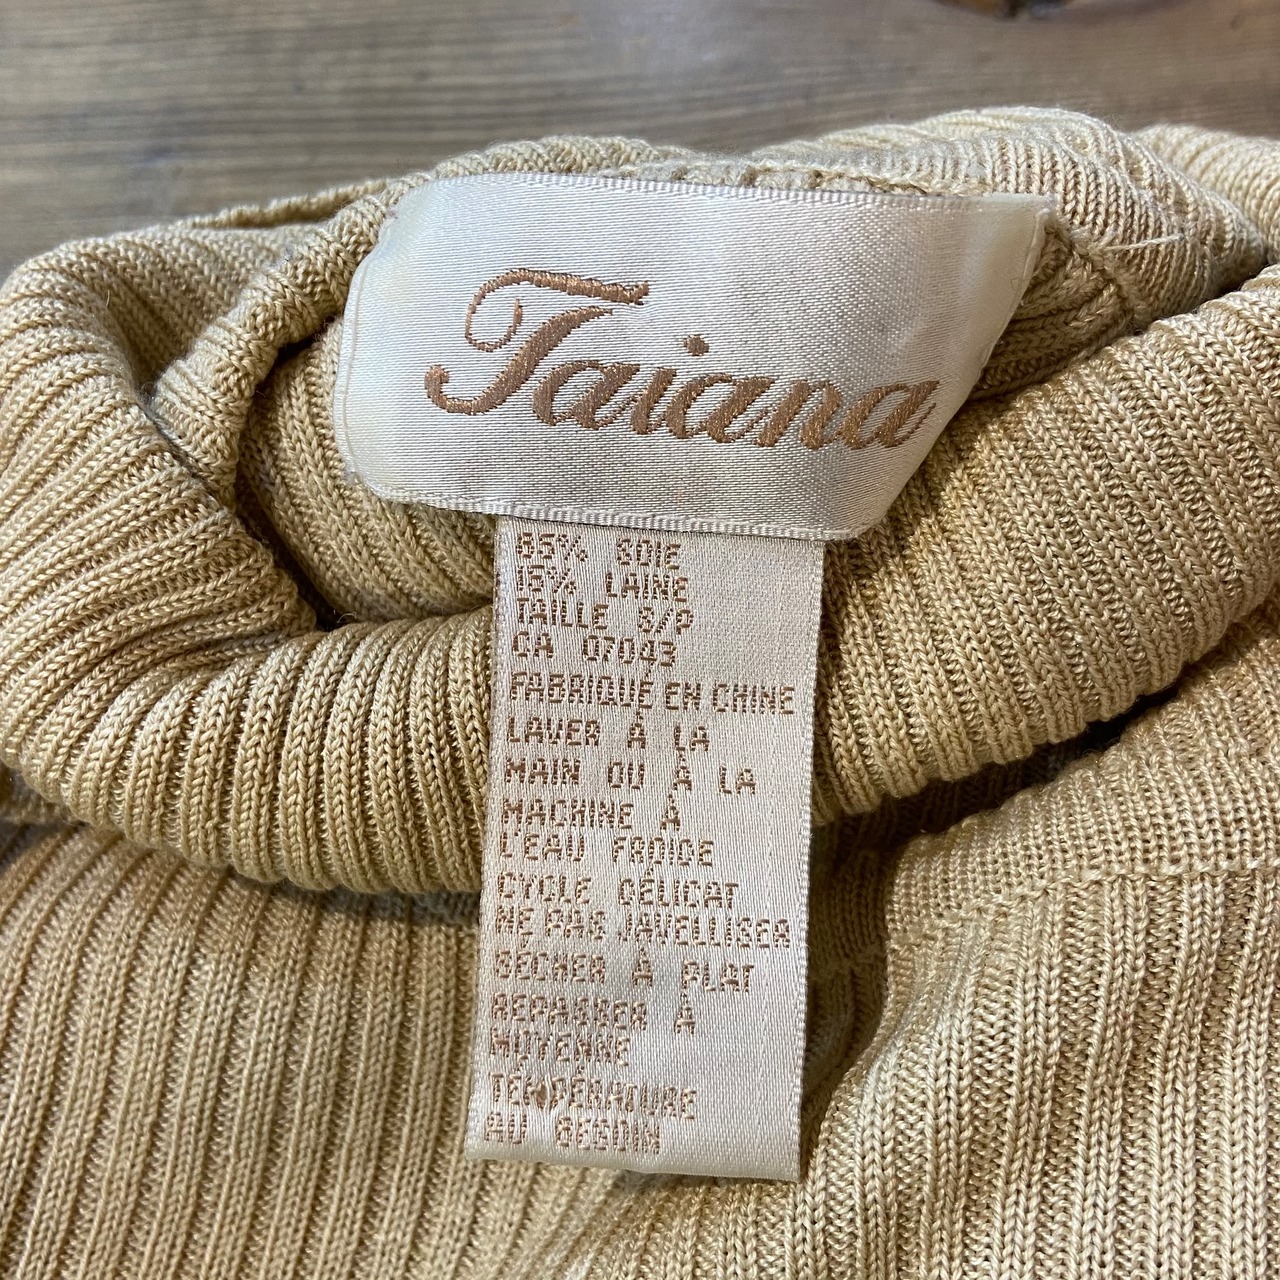 Taiana
85% SOIE
15% LAINE
TAILLE S/P
CA 07043
FABRIQUÉ EN CHINE
LAVER À LA
MAIN OU À LA
MACHINE À
L'EAU FROIDE
CYCLE DÉLICAT
NE PAS JAVELLISER
SÉCHER À PLAT
REPASSER À
MOYENNE
TEMPÉRATURE
AU BESOIN